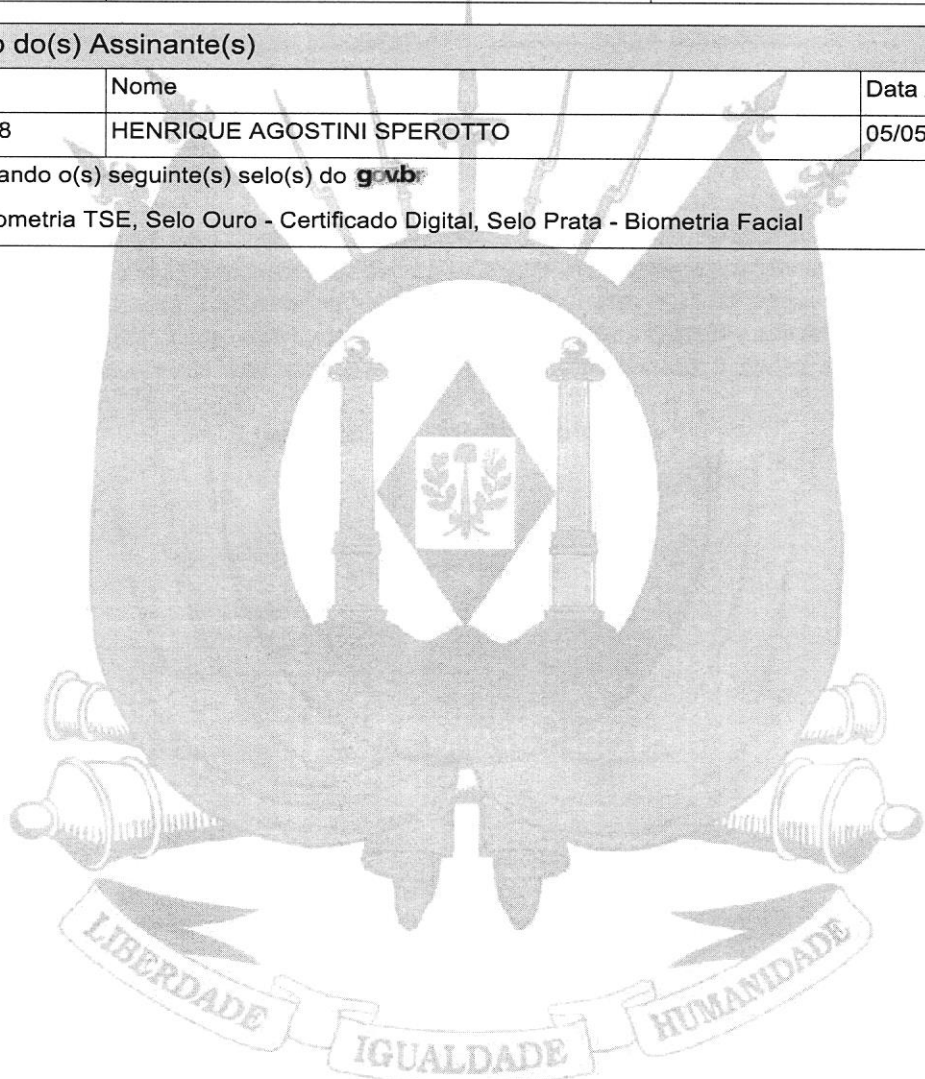 o do(s) Assinante(s)
Nome
Data
8
HENRIQUE AGOSTINI SPEROTTO
05/05
ando o(s) seguinte(s) selo(s) do gov.br
ometria TSE, Selo Ouro - Certificado Digital, Selo Prata - Biometria Facial
LIBERDADE
IGUALDADE
HUMANIDADE